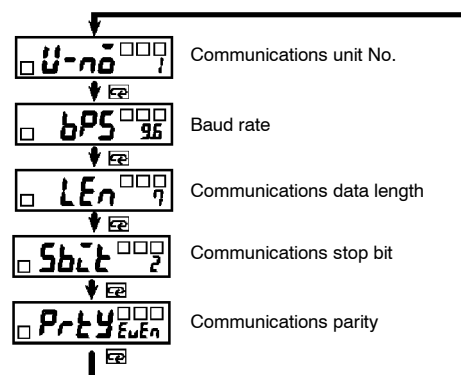 U-no 1
Communications unit No.
bPS 9.6
Baud rate
LEn 7
Communications data length
Sbit 2
Communications stop bit
PrtY EvEn
Communications parity